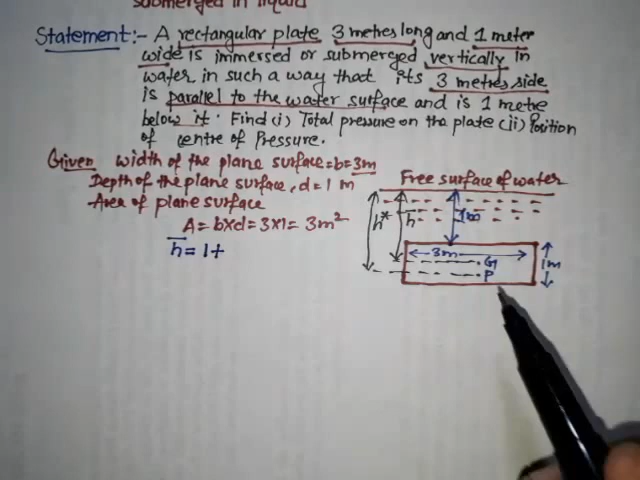 submerged in liquid
Statement:- A rectangular plate 3 metres long and 1 meter
wide is immersed or submerged vertically in
water in such a way that its 3 metres side
is parallel to the water surface and is 1 metre
below it. Find (i) Total pressure on the plate (ii) Position
of centre of Pressure.
Given width of the plane surface = b = 3m
Depth of the plane surface, d = 1 m
Area of plane surface
A = b×d = 3×1 = 3m²
h̄ = 1+
Free surface of water
h*
h̄
1m
3m
G
P
1m